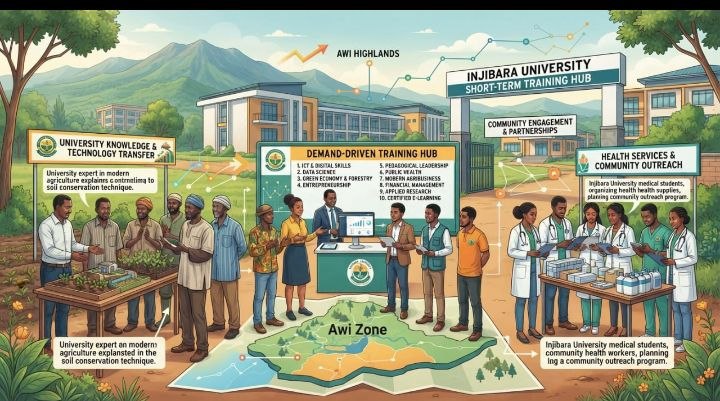 AWI HIGHLANDS
INJIBARA UNIVERSITY
SHORT-TERM TRAINING HUB
COMMUNITY ENGAGEMENT
& PARTNERSHIPS
UNIVERSITY KNOWLEDGE &
TECHNOLOGY TRANSFER
University expert in modern
agriculture explains c ontmelima to
soil conservation technique.
DEMAND-DRIVEN TRAINING HUB
1. ICT & DIGITAL SKILLS
2. DATA SCIENCE
3. GREEN ECONOMY & FORESTRY
4. ENTREPRENEURSHIP
5. PEDAGOGICAL LEADERSHIP
6. PUBLIC HEALTH
7. MODERN AGRIBUSINESS
8. FINANCIAL MANAGEMENT
9. APPLIED RESEARCH
10. CERTIFIED E-LEARNING
HEALTH SERVICES &
COMMUNITY OUTREACH
Injibara University medical students,
organizing health health supplies,
planning community outreach program.
Awi Zone
University expert an modern
agriculture explansted in the
soil conservation technique.
Injibara University medical students,
community health workers, planning
ing a community outreach program.